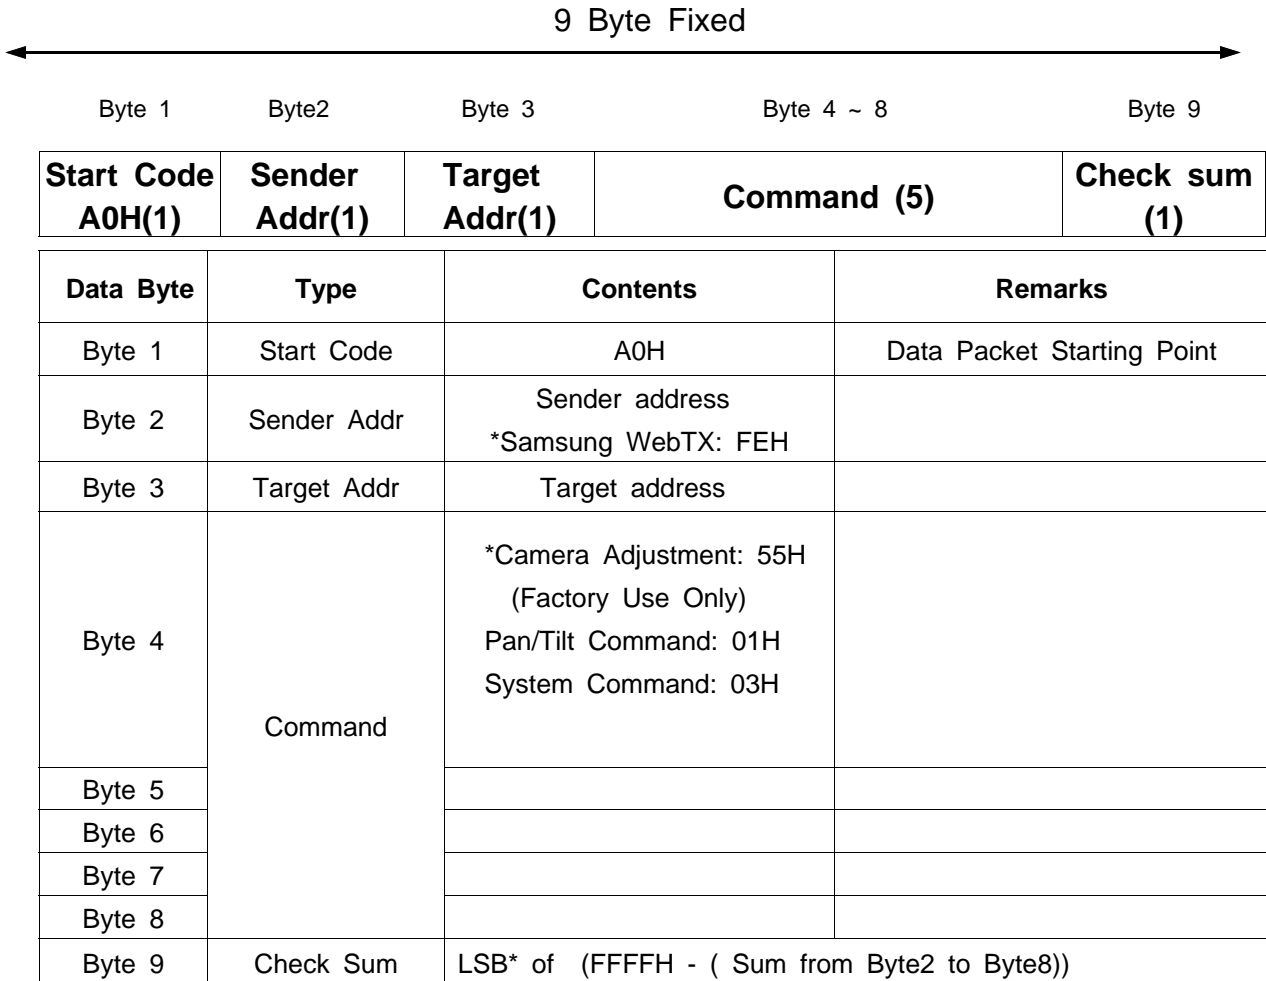 9 Byte Fixed
Byte 1 Byte2 Byte 3 Byte 4 ~ 8 Byte 9
Start Code A0H(1) Sender Addr(1) Target Addr(1) Command (5) Check sum (1)
Data Byte Type Contents Remarks
Byte 1 Start Code A0H Data Packet Starting Point
Byte 2 Sender Addr Sender address
*Samsung WebTX: FEH
Byte 3 Target Addr Target address
Byte 4 Command *Camera Adjustment: 55H
(Factory Use Only)
Pan/Tilt Command: 01H
System Command: 03H
Byte 5
Byte 6
Byte 7
Byte 8
Byte 9 Check Sum LSB* of (FFFFH - ( Sum from Byte2 to Byte8))